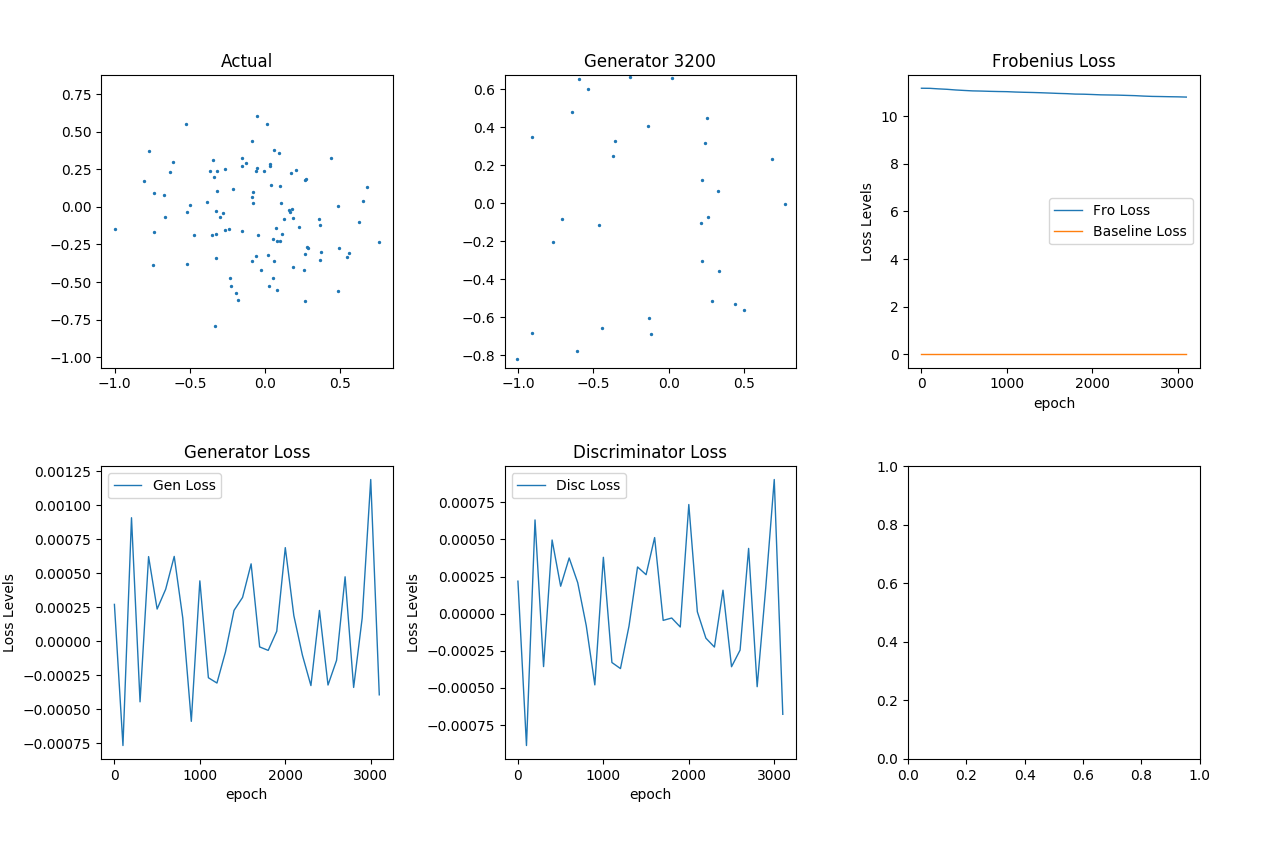 Actual
0.75
0.50
0.25
0.00
−0.25
−0.50
−0.75
−1.00
−1.0 −0.5 0.0 0.5
Generator 3200
0.6
0.4
0.2
0.0
−0.2
−0.4
−0.6
−0.8
−1.0 −0.5 0.0 0.5
Frobenius Loss
Loss Levels
10
8
6
4
2
0
Fro Loss
Baseline Loss
0 1000 2000 3000
epoch
Generator Loss
Loss Levels
0.00125
0.00100
0.00075
0.00050
0.00025
0.00000
−0.00025
−0.00050
−0.00075
Gen Loss
0 1000 2000 3000
epoch
Discriminator Loss
Loss Levels
0.00075
0.00050
0.00025
0.00000
−0.00025
−0.00050
−0.00075
Disc Loss
0 1000 2000 3000
epoch
1.0
0.8
0.6
0.4
0.2
0.0
0.0 0.2 0.4 0.6 0.8 1.0